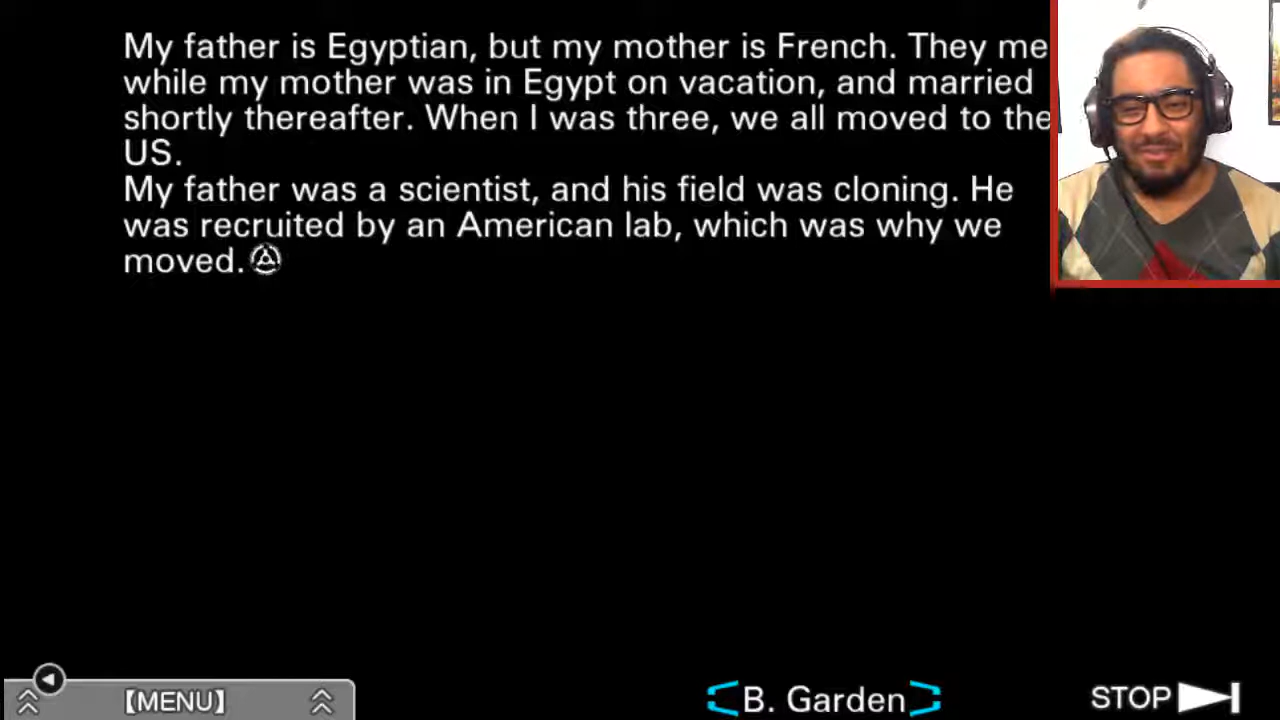 My father is Egyptian, but my mother is French. They me
while my mother was in Egypt on vacation, and married
shortly thereafter. When I was three, we all moved to the
US.
My father was a scientist, and his field was cloning. He
was recruited by an American lab, which was why we
moved.
【MENU】
B. Garden
STOP